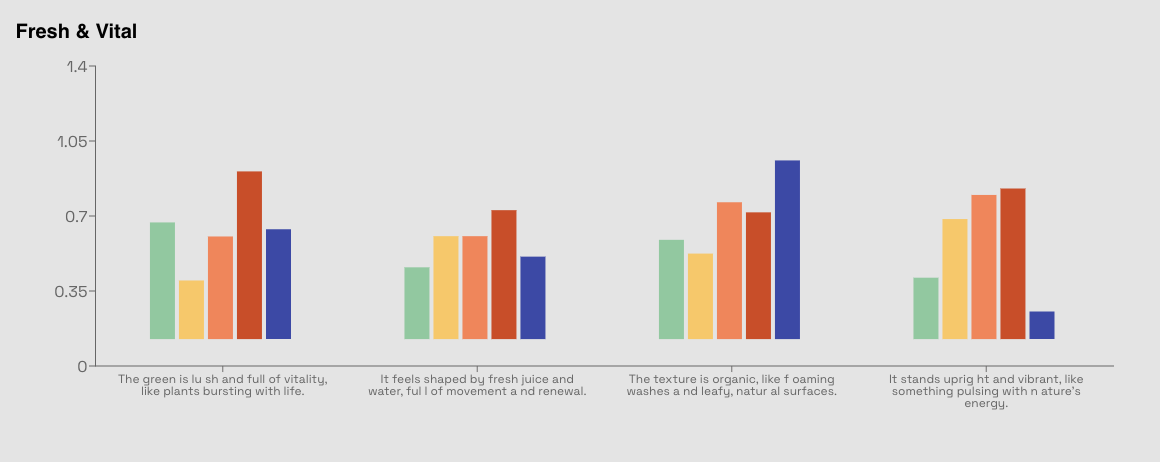 Fresh & Vital
1.4
1.05
0.7
0.35
0
The green is lu sh and full of vitality,
like plants bursting with life.
It feels shaped by fresh juice and
water, ful l of movement a nd renewal.
The texture is organic, like f oaming
washes a nd leafy, natur al surfaces.
It stands uprig ht and vibrant, like
something pulsing with n ature's
energy.